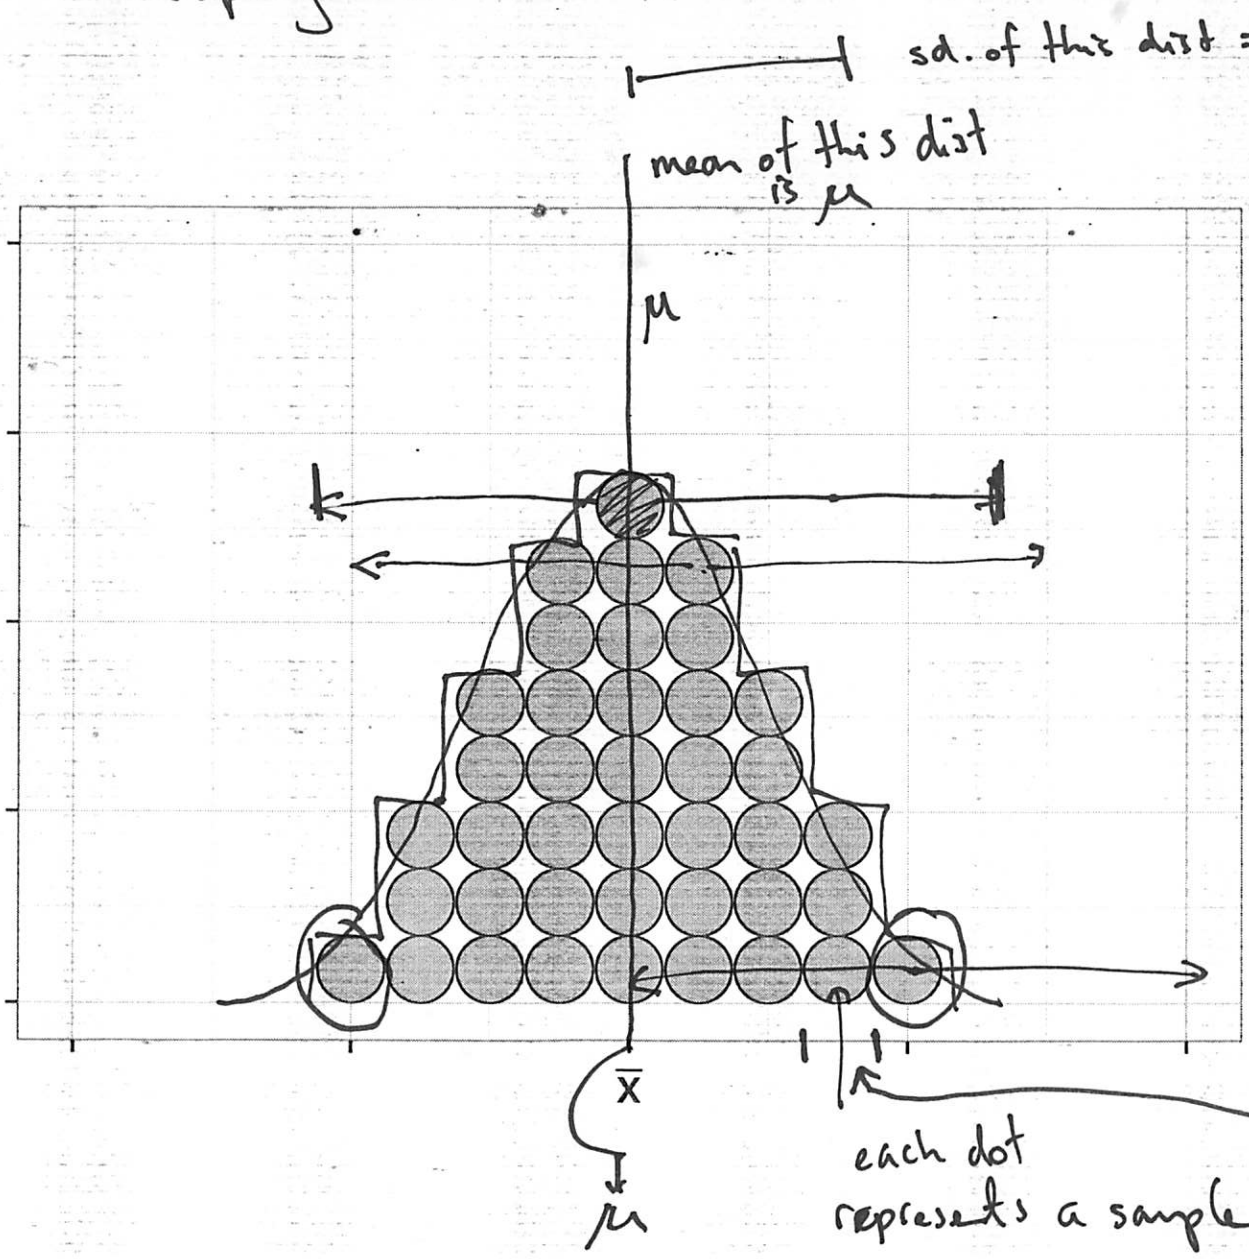 sd. of this dist =
mean of this dist
is μ
μ
x̄
μ
each dot
represents a sample